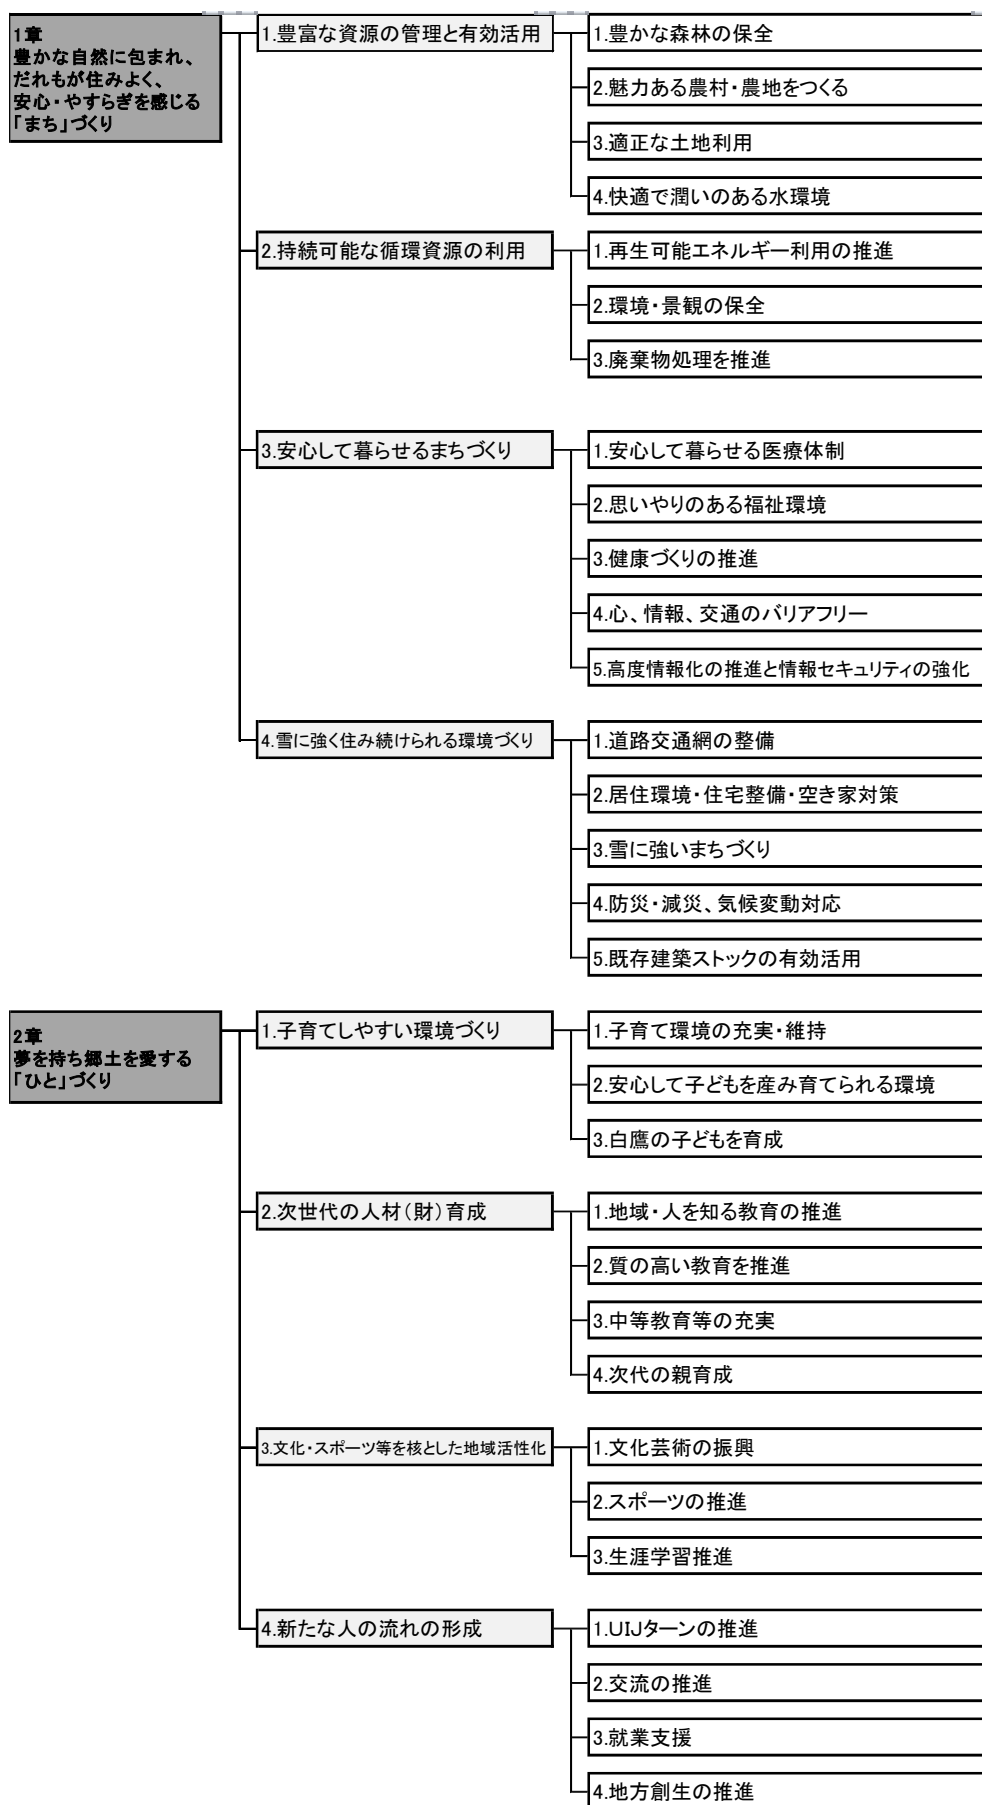 1章
豊かな自然に包まれ、
だれもが住みよく、
安心・やすらぎを感じる
「まち」づくり
1.豊富な資源の管理と有効活用
1.豊かな森林の保全
2.魅力ある農村・農地をつくる
3.適正な土地利用
4.快適で潤いのある水環境
2.持続可能な循環資源の利用
1.再生可能エネルギー利用の推進
2.環境・景観の保全
3.廃棄物処理を推進
3.安心して暮らせるまちづくり
1.安心して暮らせる医療体制
2.思いやりのある福祉環境
3.健康づくりの推進
4.心、情報、交通のバリアフリー
5.高度情報化の推進と情報セキュリティの強化
4.雪に強く住み続けられる環境づくり
1.道路交通網の整備
2.居住環境・住宅整備・空き家対策
3.雪に強いまちづくり
4.防災・減災、気候変動対応
5.既存建築ストックの有効活用
2章
夢を持ち郷土を愛する
「ひと」づくり
1.子育てしやすい環境づくり
1.子育て環境の充実・維持
2.安心して子どもを産み育てられる環境
3.白鷹の子どもを育成
2.次世代の人材(財)育成
1.地域・人を知る教育の推進
2.質の高い教育を推進
3.中等教育等の充実
4.次代の親育成
3.文化・スポーツ等を核とした地域活性化
1.文化芸術の振興
2.スポーツの推進
3.生涯学習推進
4.新たな人の流れの形成
1.UIJターンの推進
2.交流の推進
3.就業支援
4.地方創生の推進